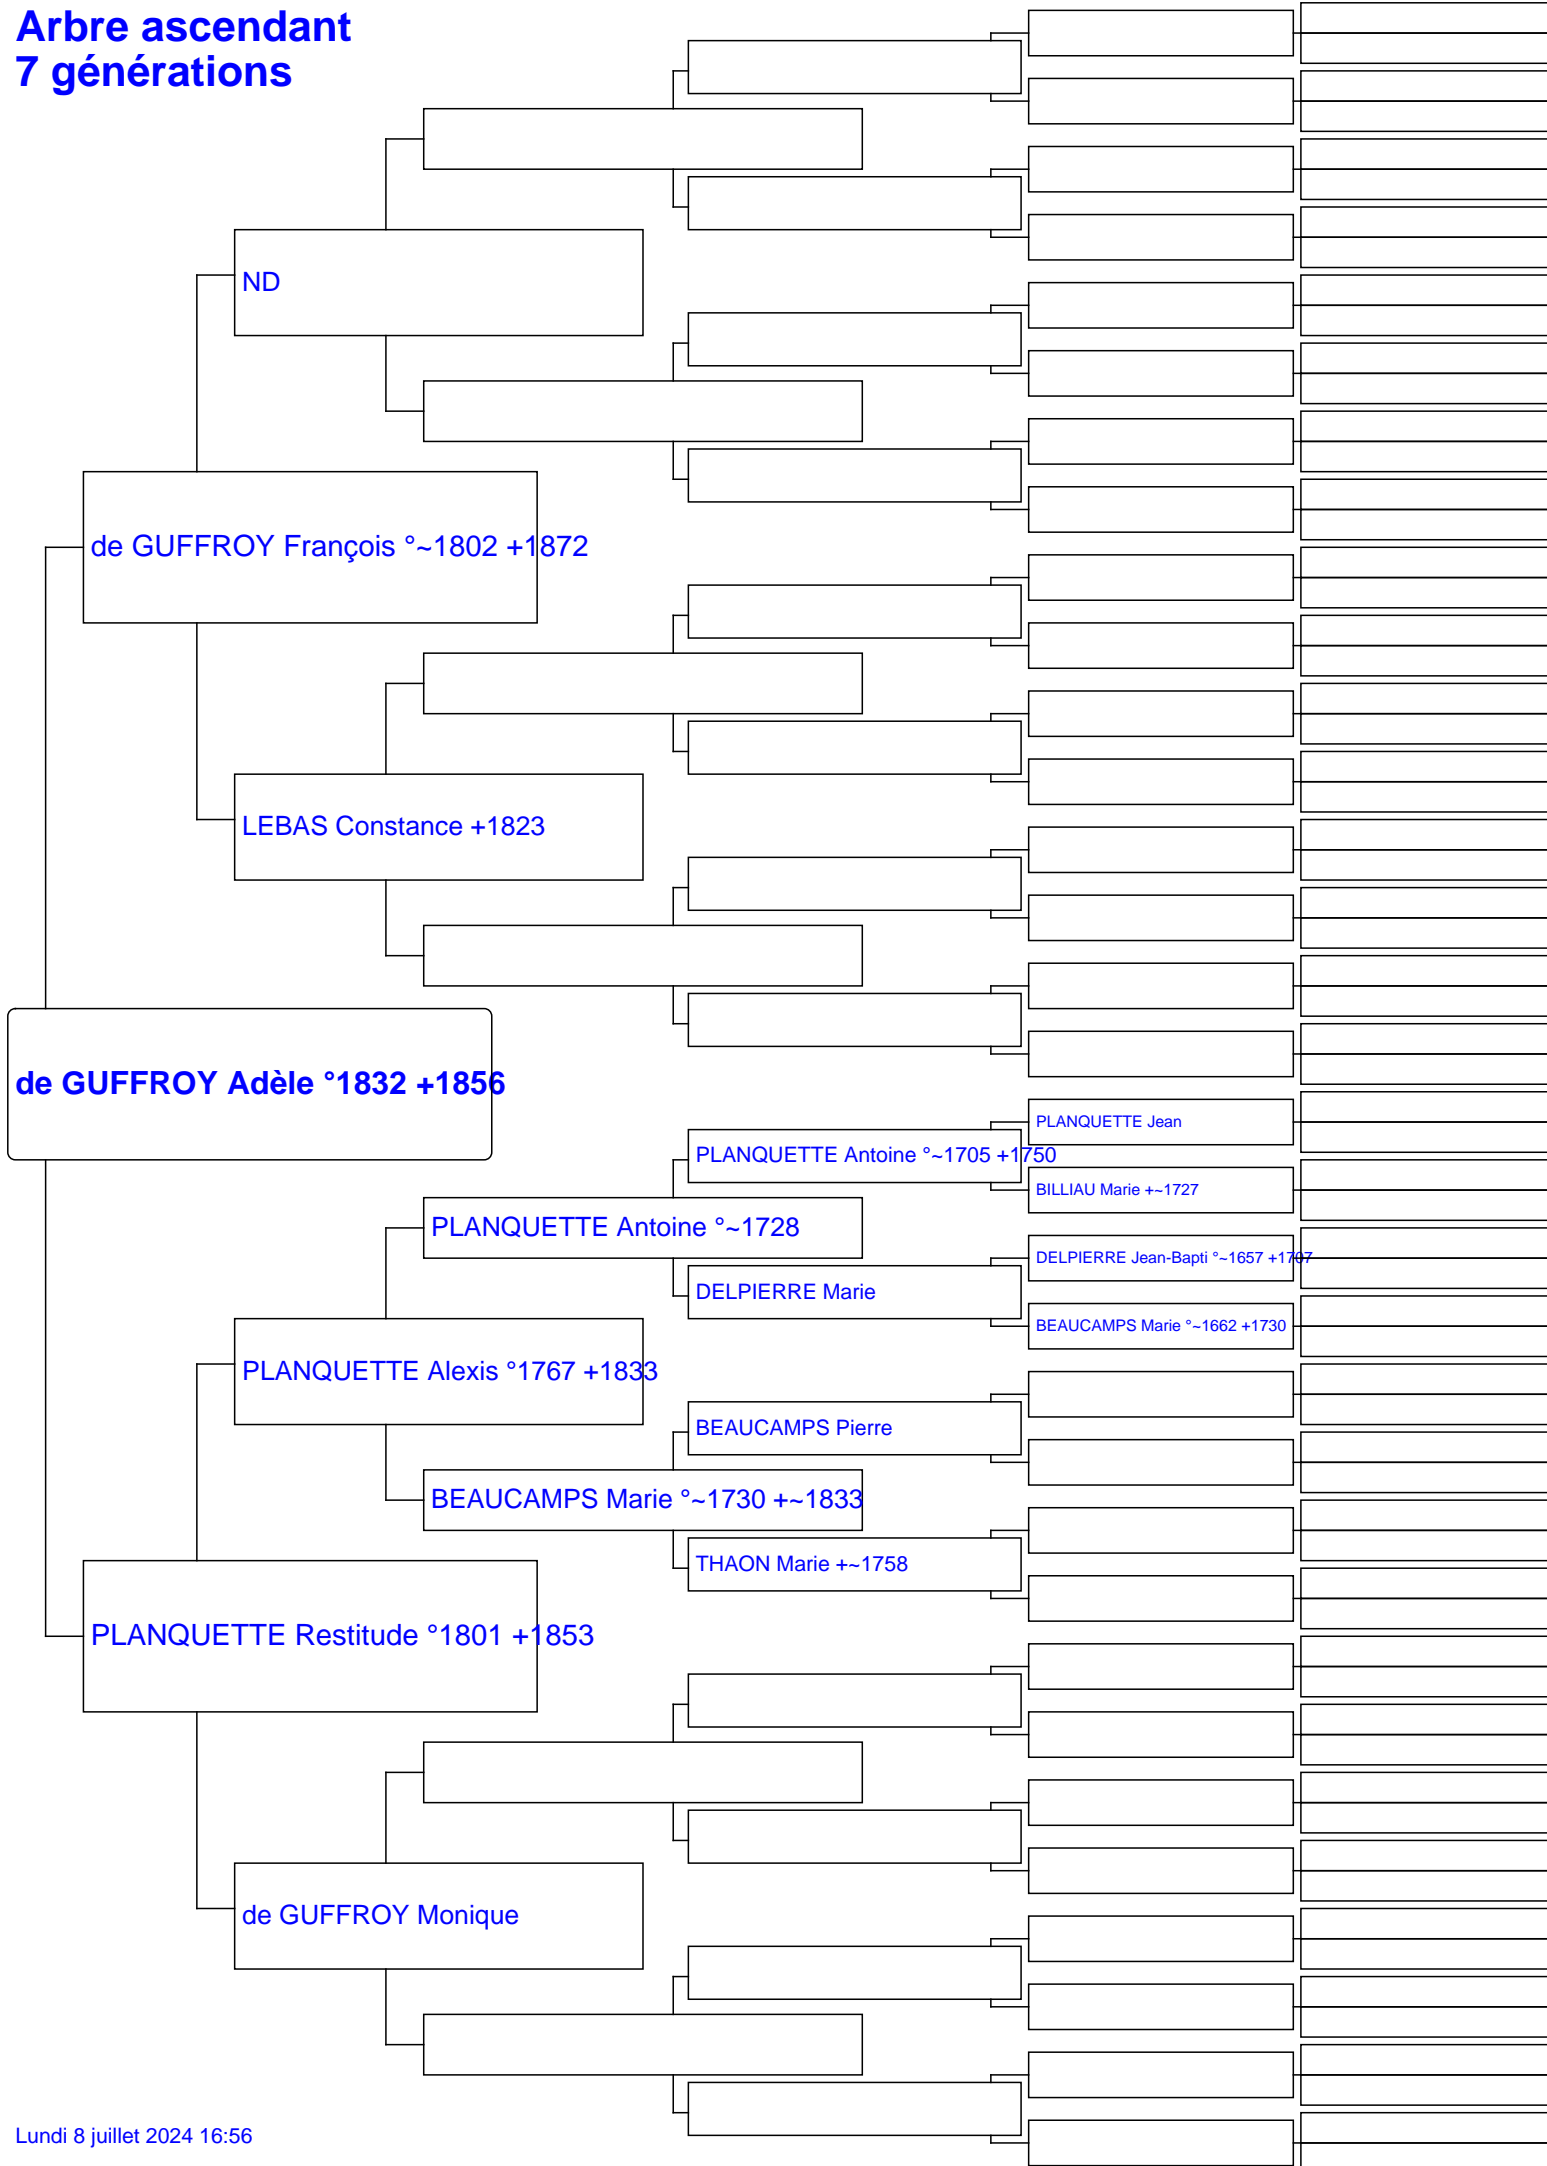 Arbre ascendant
7 générations
ND
de GUFFROY François °~1802 +1872
LEBAS Constance +1823
de GUFFROY Adèle °1832 +1856
PLANQUETTE Jean
PLANQUETTE Antoine °~1705 +1750
BILLIAU Marie +~1727
PLANQUETTE Antoine °~1728
DELPIERRE Jean-Bapti °~1657 +1707
DELPIERRE Marie
BEAUCAMPS Marie °~1662 +1730
PLANQUETTE Alexis °1767 +1833
BEAUCAMPS Pierre
BEAUCAMPS Marie °~1730 +~1833
THAON Marie +~1758
PLANQUETTE Restitude °1801 +1853
de GUFFROY Monique
Lundi 8 juillet 2024 16:56